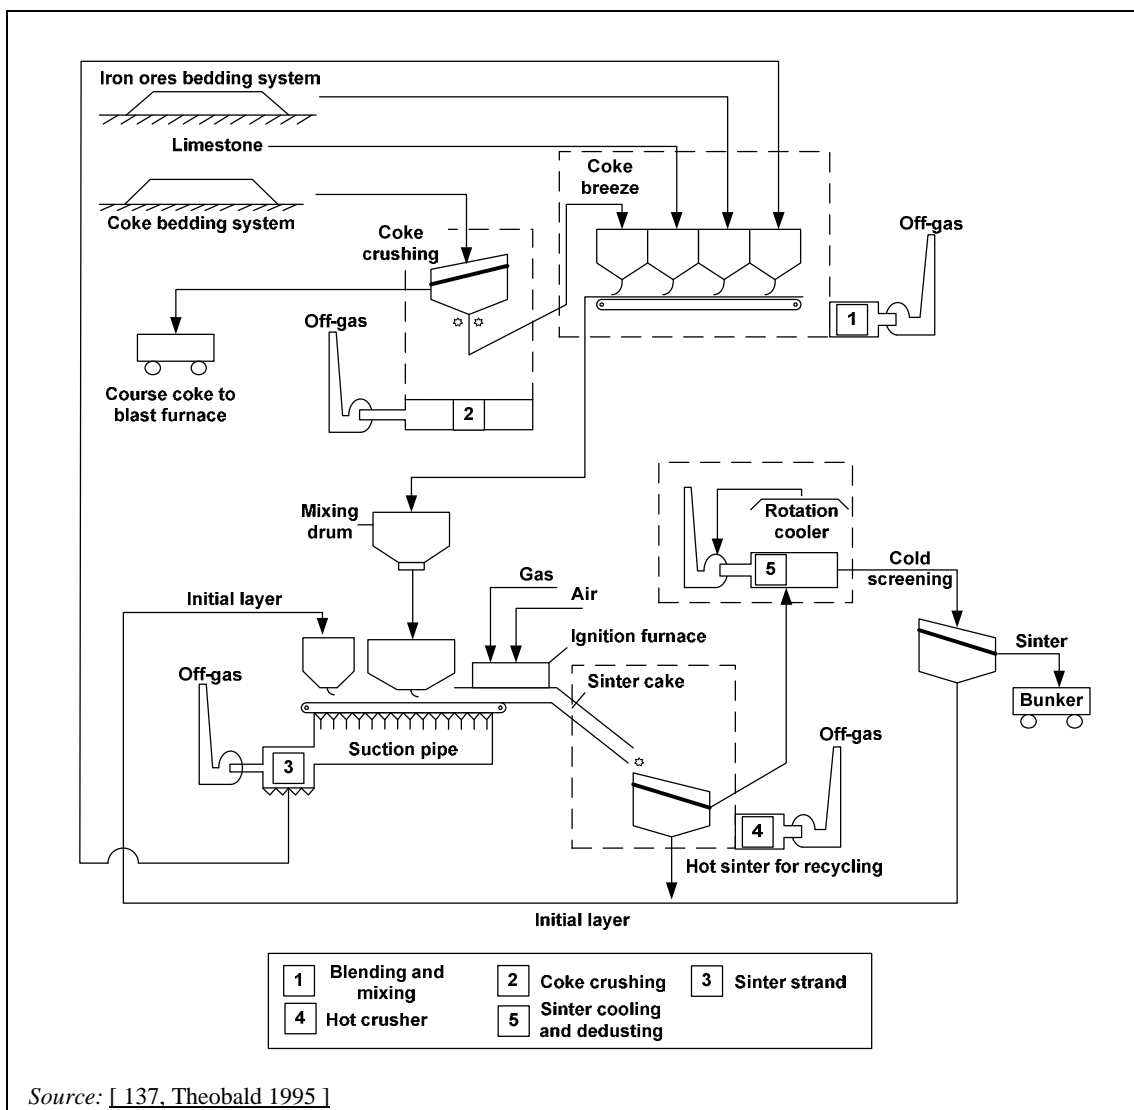 Iron ores bedding system
Limestone
Coke bedding system
Coke
breeze
Coke
crushing
Off-gas
1
Off-gas
Course coke to
blast furnace
2
Mixing
drum
Rotation
cooler
5
Cold
screening
Gas
Air
Initial layer
Ignition furnace
Sinter
Off-gas
Sinter cake
Bunker
Suction pipe
3
Off-gas
4
Hot sinter for recycling
Initial layer
1 Blending and
mixing
2 Coke crushing
3 Sinter strand
4 Hot crusher
5 Sinter cooling
and dedusting
Source: [ 137, Theobald 1995 ]